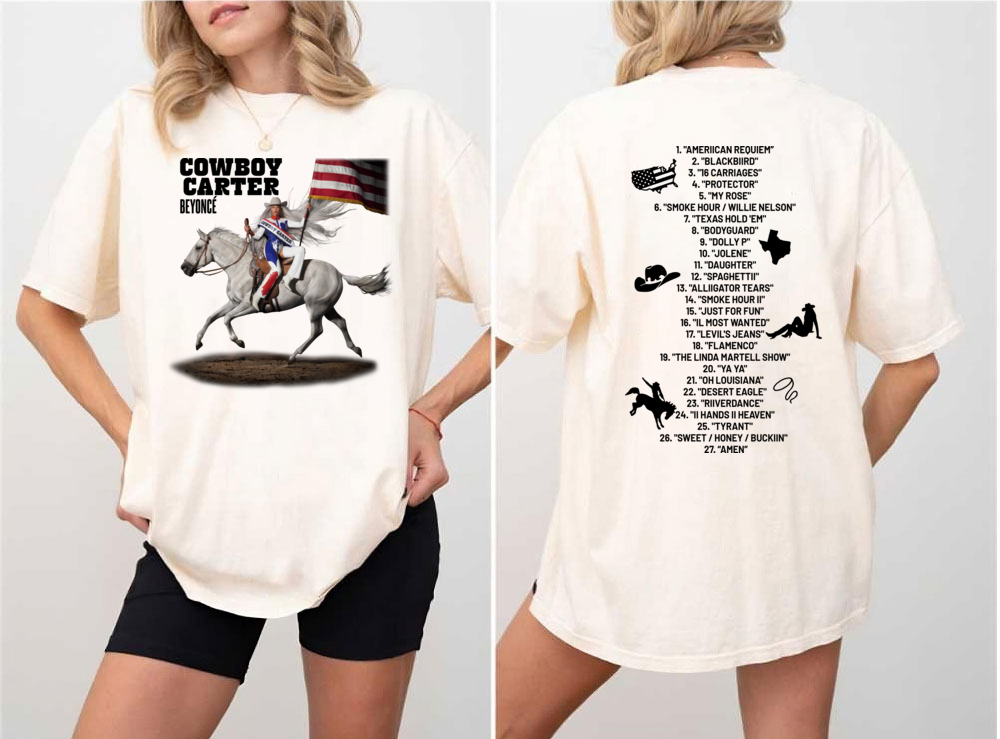 COWBOY
CARTER
BEYONCÉ
1. "AMERIICAN REQUIEM"
2. "BLACKBIIRD"
3. "16 CARRIAGES"
4. "PROTECTOR"
5. "MY ROSE"
6. "SMOKE HOUR / WILLIE NELSON"
7. "TEXAS HOLD 'EM"
8. "BODYGUARD"
9. "DOLLY P"
10. "JOLENE"
11. "DAUGHTER"
12. "SPAGHETTII"
13. "ALLIIGATOR TEARS"
14. "SMOKE HOUR II"
15. "JUST FOR FUN"
16. "IL MOST WANTED"
17. "LEVIL'S JEANS"
18. "FLAMENCO"
19. "THE LINDA MARTELL SHOW"
20. "YA YA"
21. "OH LOUISIANA"
22. "DESERT EAGLE"
23. "RIIVERDANCE"
24. "II HANDS II HEAVEN"
25. "TYRANT"
26. "SWEET / HONEY / BUCKIIN"
27. "AMEN"